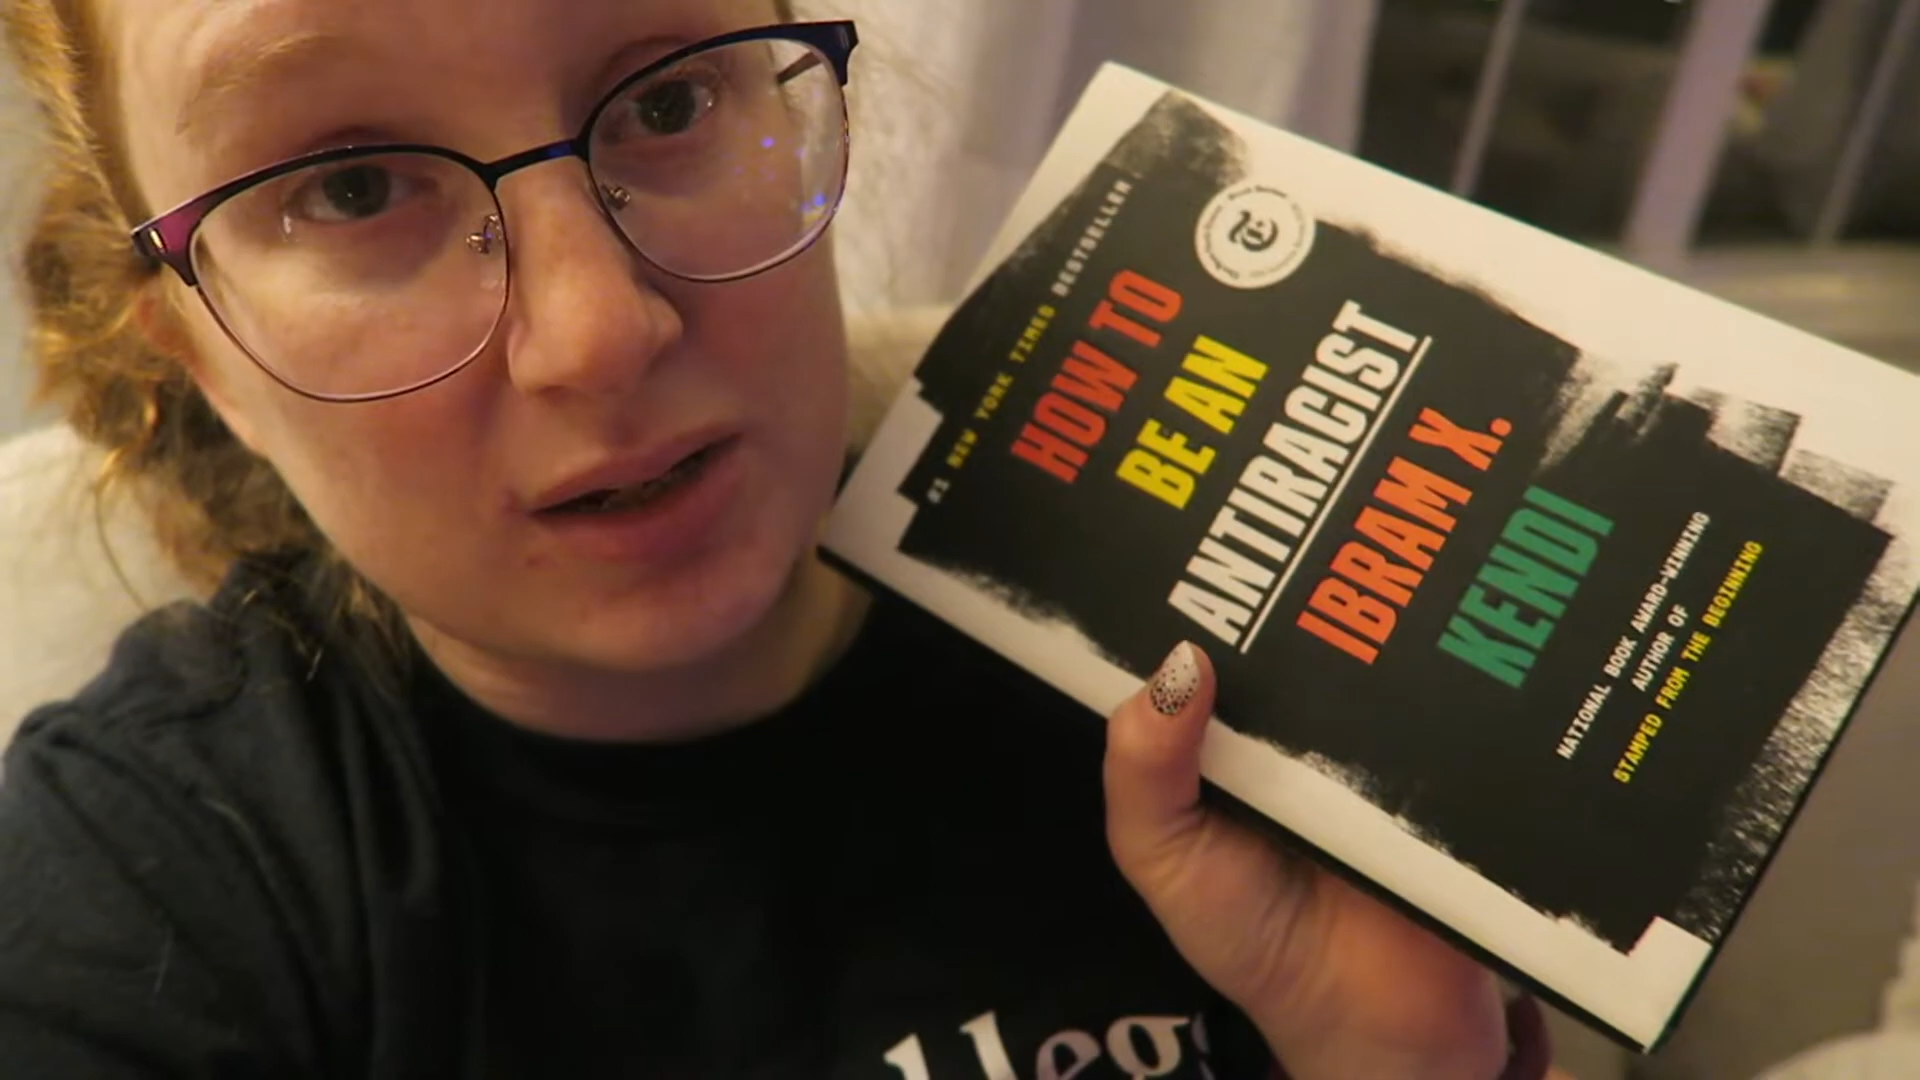 #1 NEW YORK TIMES BESTSELLER
HOW TO
BE AN
ANTIRACIST
IBRAM X.
KENDI
NATIONAL BOOK AWARD-WINNING
AUTHOR OF
STAMPED FROM THE BEGINNING